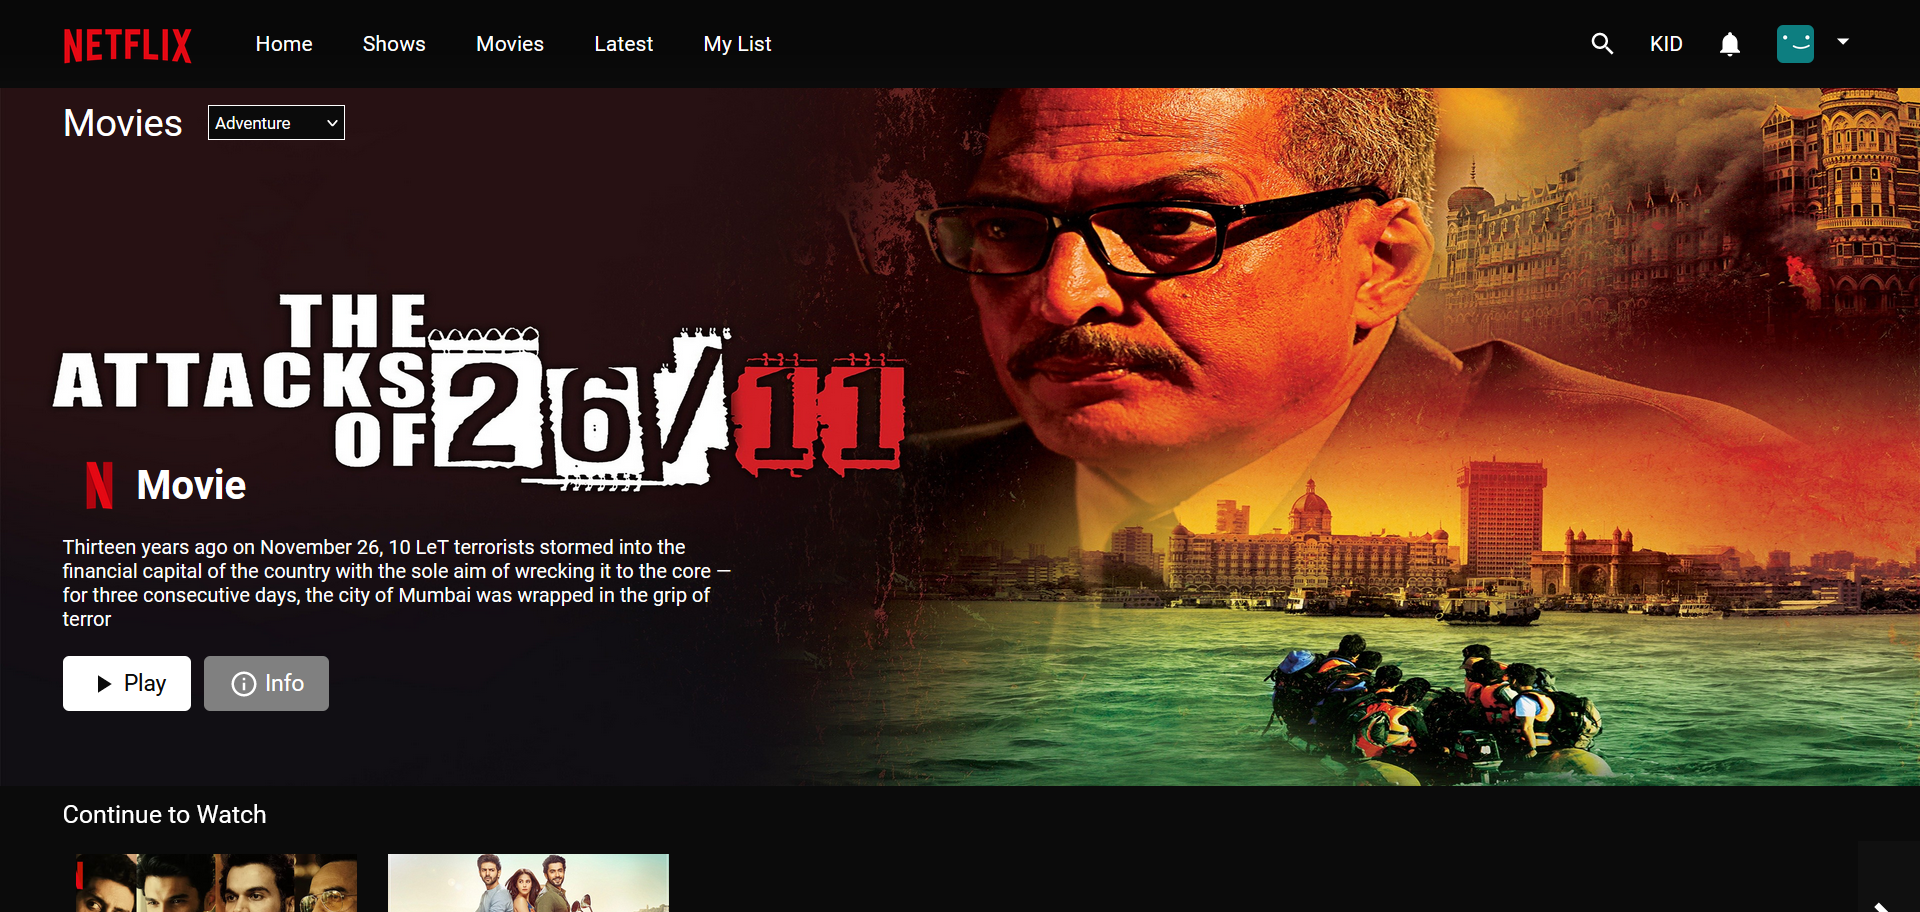 NETFLIX
Home
Shows
Movies
Latest
My List
KID
Movies
Adventure
THE
ATTACKS
OF 26/11
N Movie
Thirteen years ago on November 26, 10 LeT terrorists stormed into the
financial capital of the country with the sole aim of wrecking it to the core —
for three consecutive days, the city of Mumbai was wrapped in the grip of
terror
Play
Info
Continue to Watch